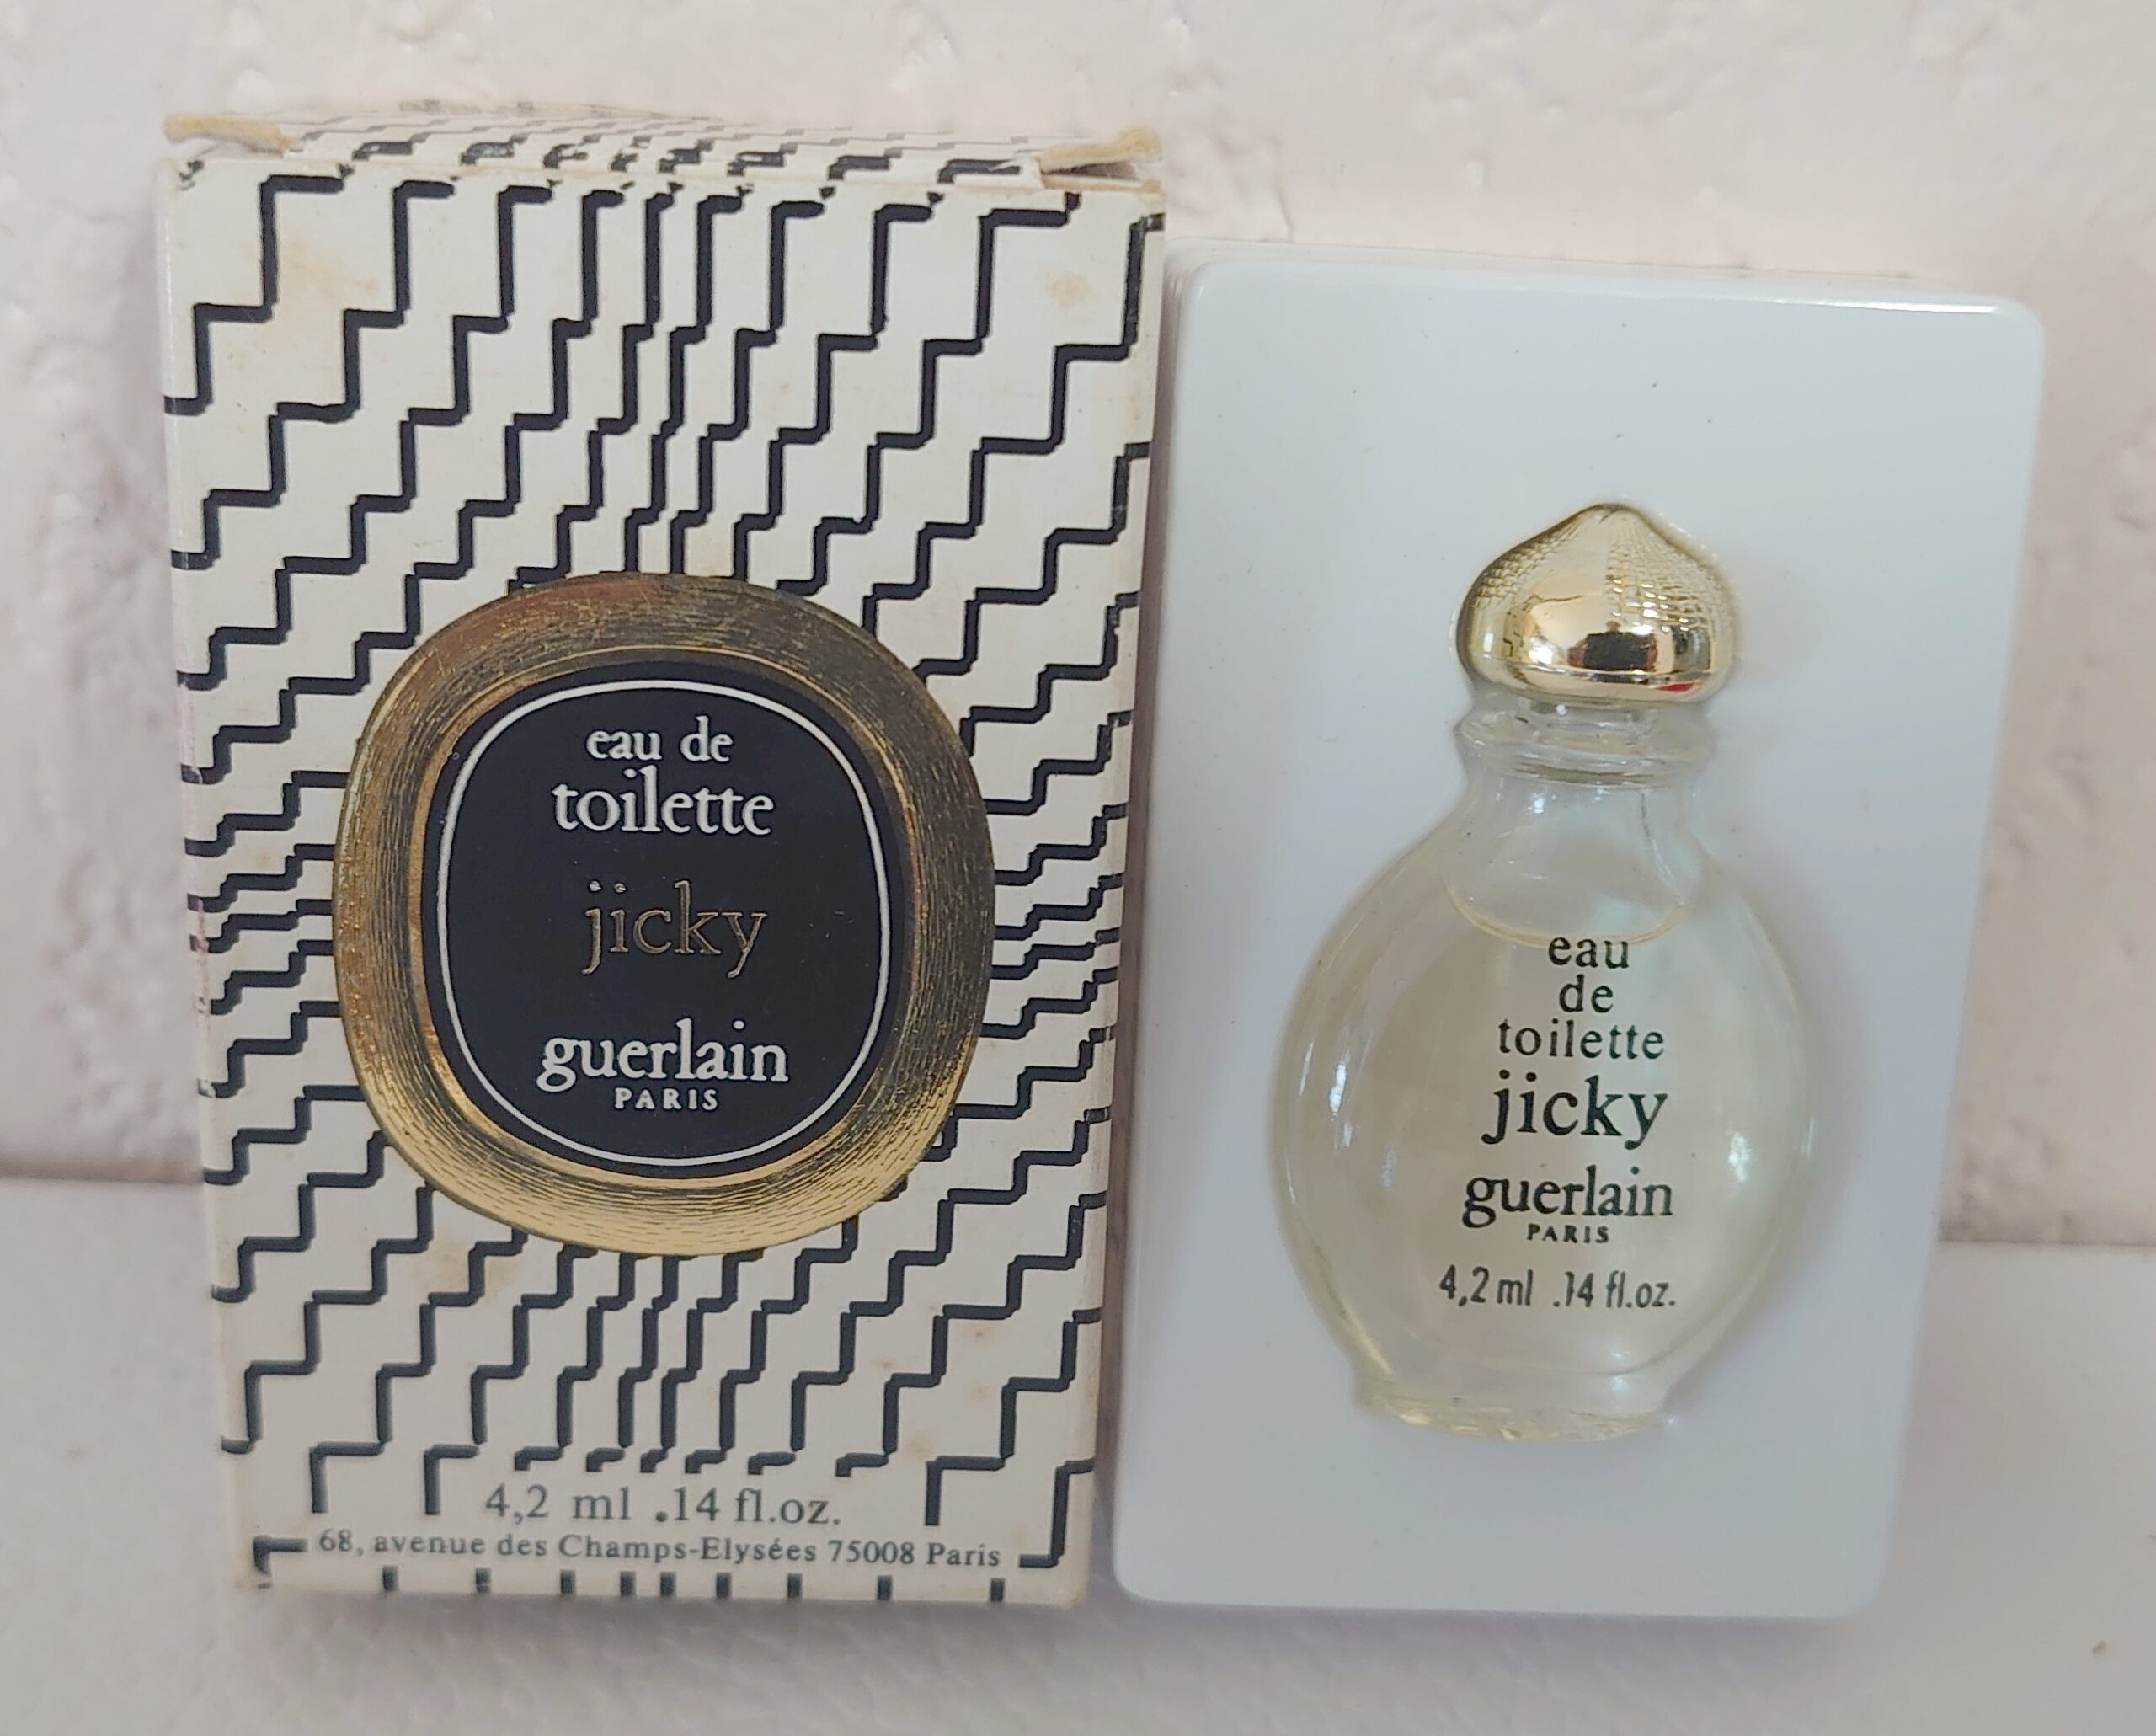 eau de
toilette
jicky
guerlain
PARIS
4,2 ml .14 fl.oz.
68, avenue des Champs-Elysées 75008 Paris
eau
de
toilette
jicky
guerlain
PARIS
4,2 ml .14 fl.oz.